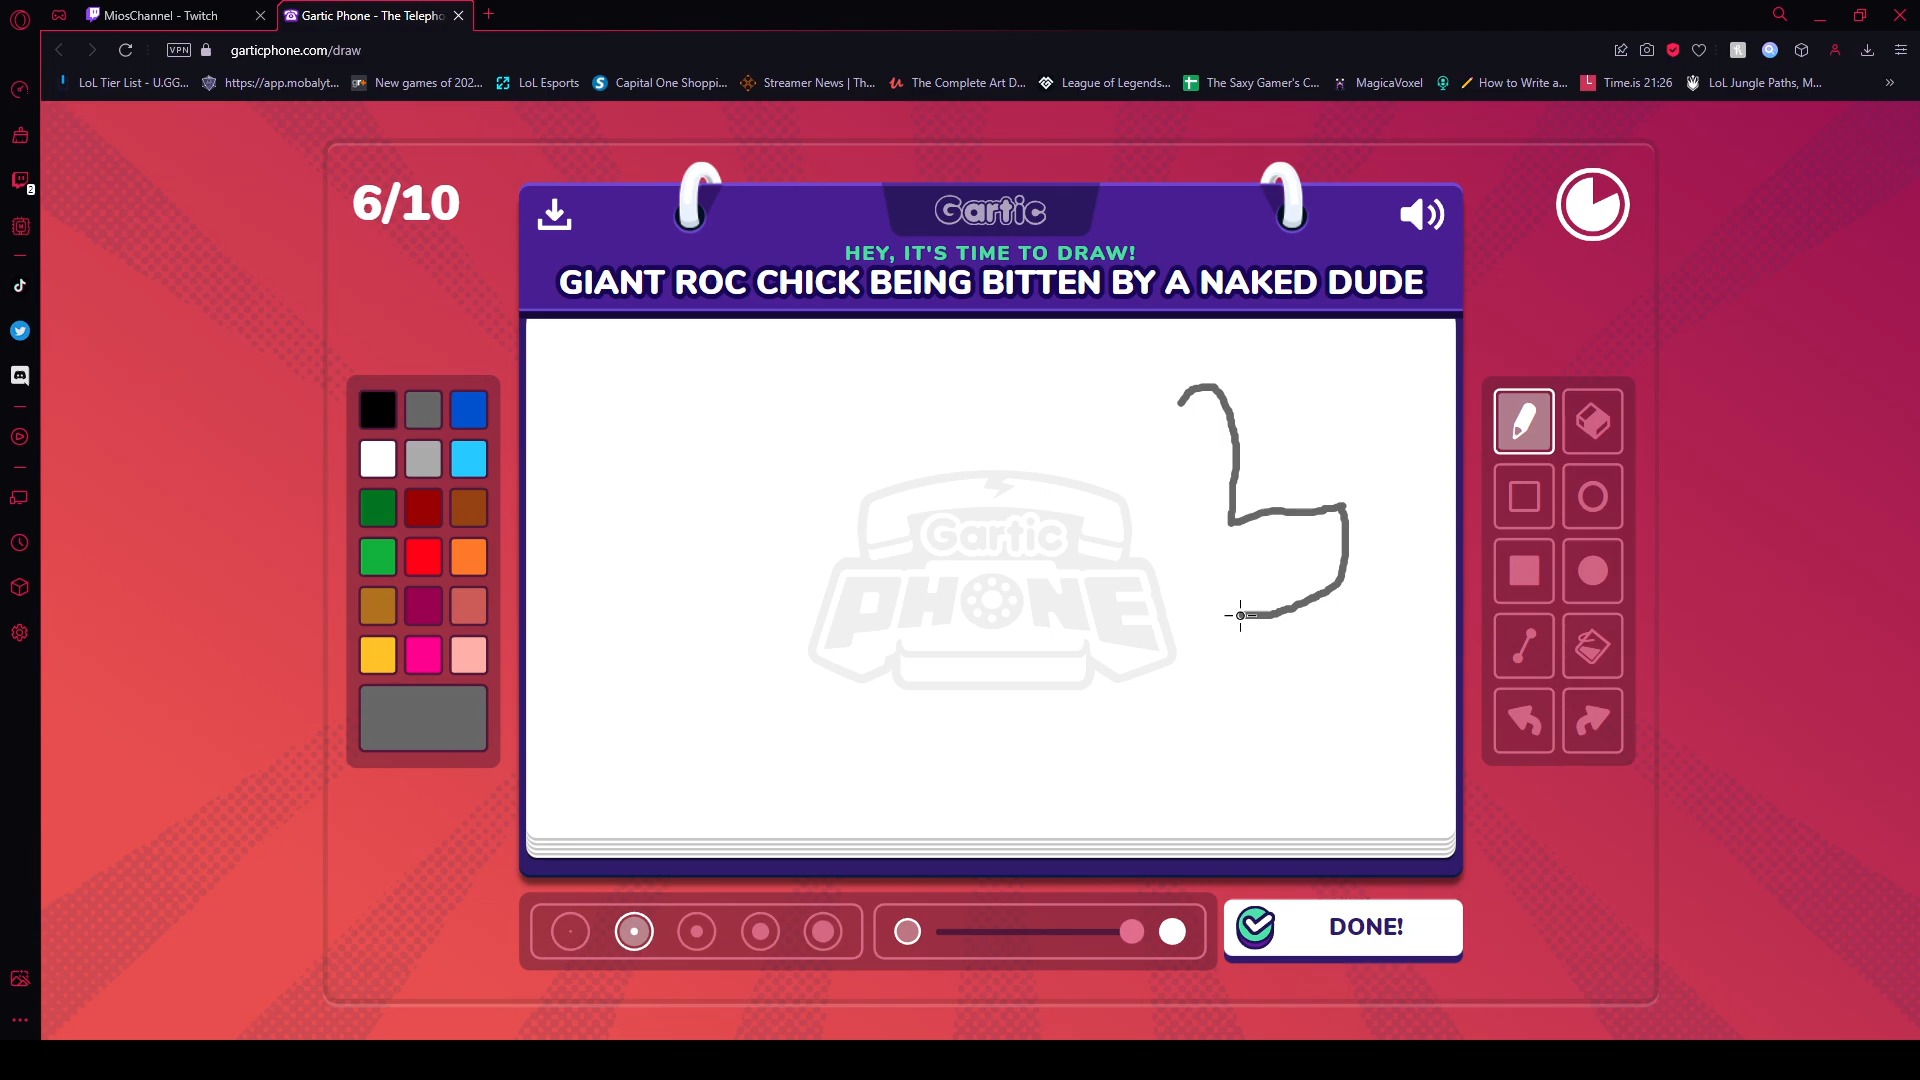 MiosChannel - Twitch
Gartic Phone - The Telepho
VPN
garticphone.com/draw
LoL Tier List - U.GG...
https://app.mobalyt...
New games of 202...
LoL Esports
Capital One Shoppi...
Streamer News | Th...
The Complete Art D...
League of Legends...
The Saxy Gamer's C...
MagicaVoxel
How to Write a...
Time.is 21:26
LoL Jungle Paths, M...
2
6/10
Gartic
HEY, IT'S TIME TO DRAW!
GIANT ROC CHICK BEING BITTEN BY A NAKED DUDE
Gartic
PHONE
DONE!